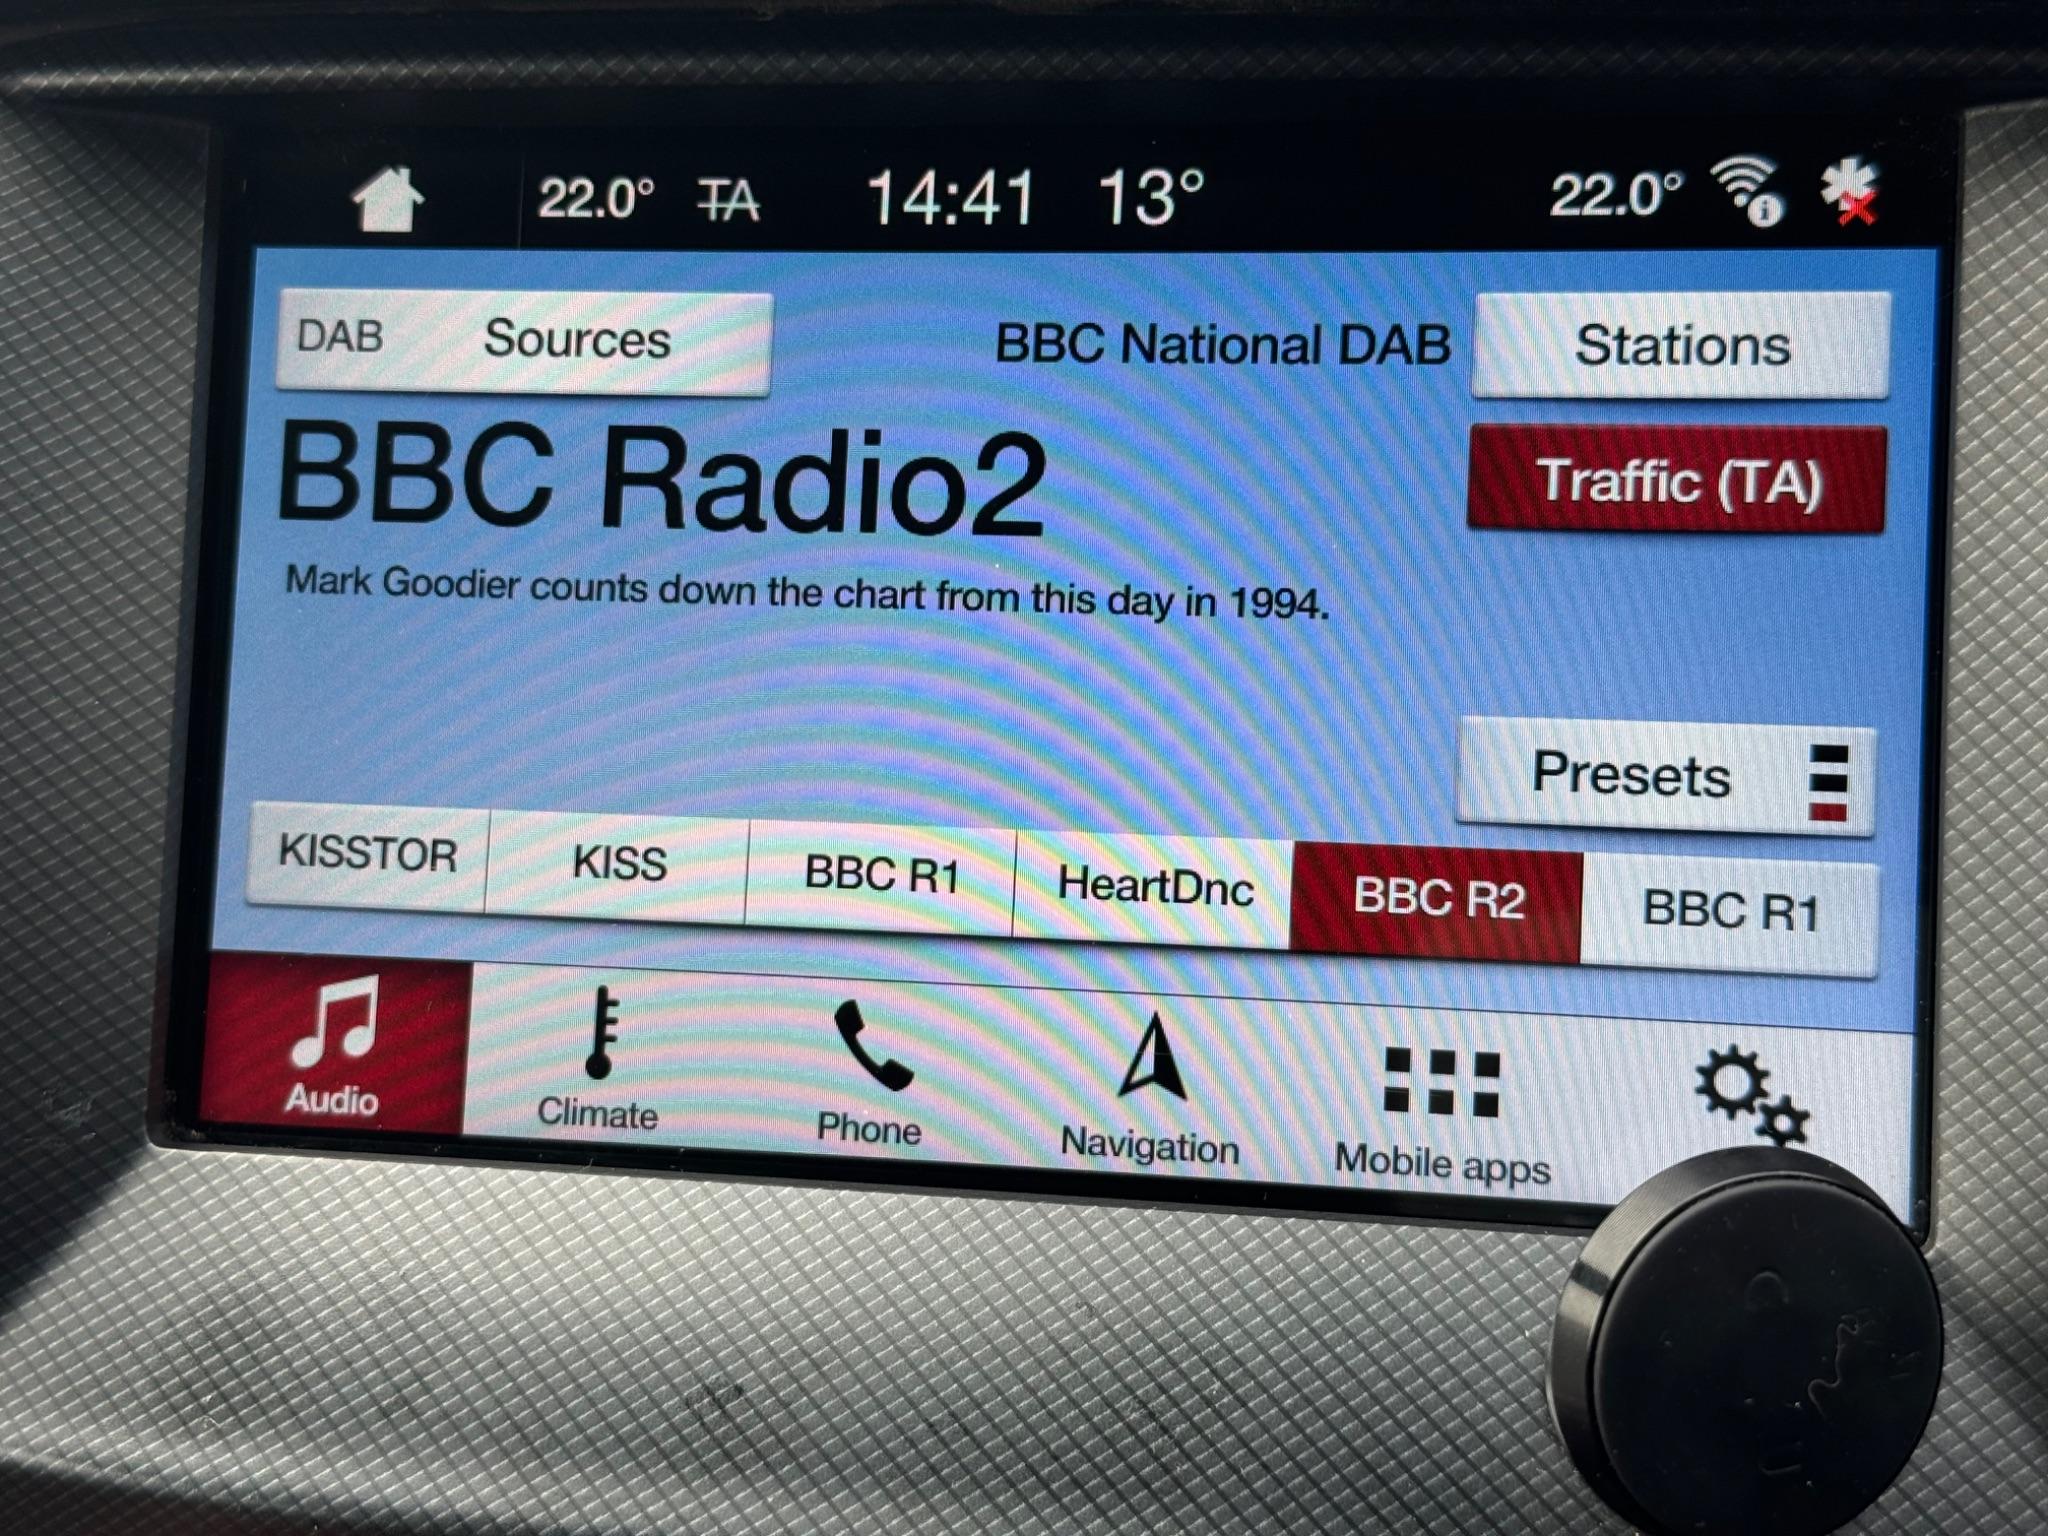 22.0° TA 14:41 13° 22.0°
DAB Sources BBC National DAB Stations
BBC Radio2
Traffic (TA)
Mark Goodier counts down the chart from this day in 1994.
Presets
KISSTOR KISS BBC R1 HeartDnc BBC R2 BBC R1
Audio Climate Phone Navigation Mobile apps